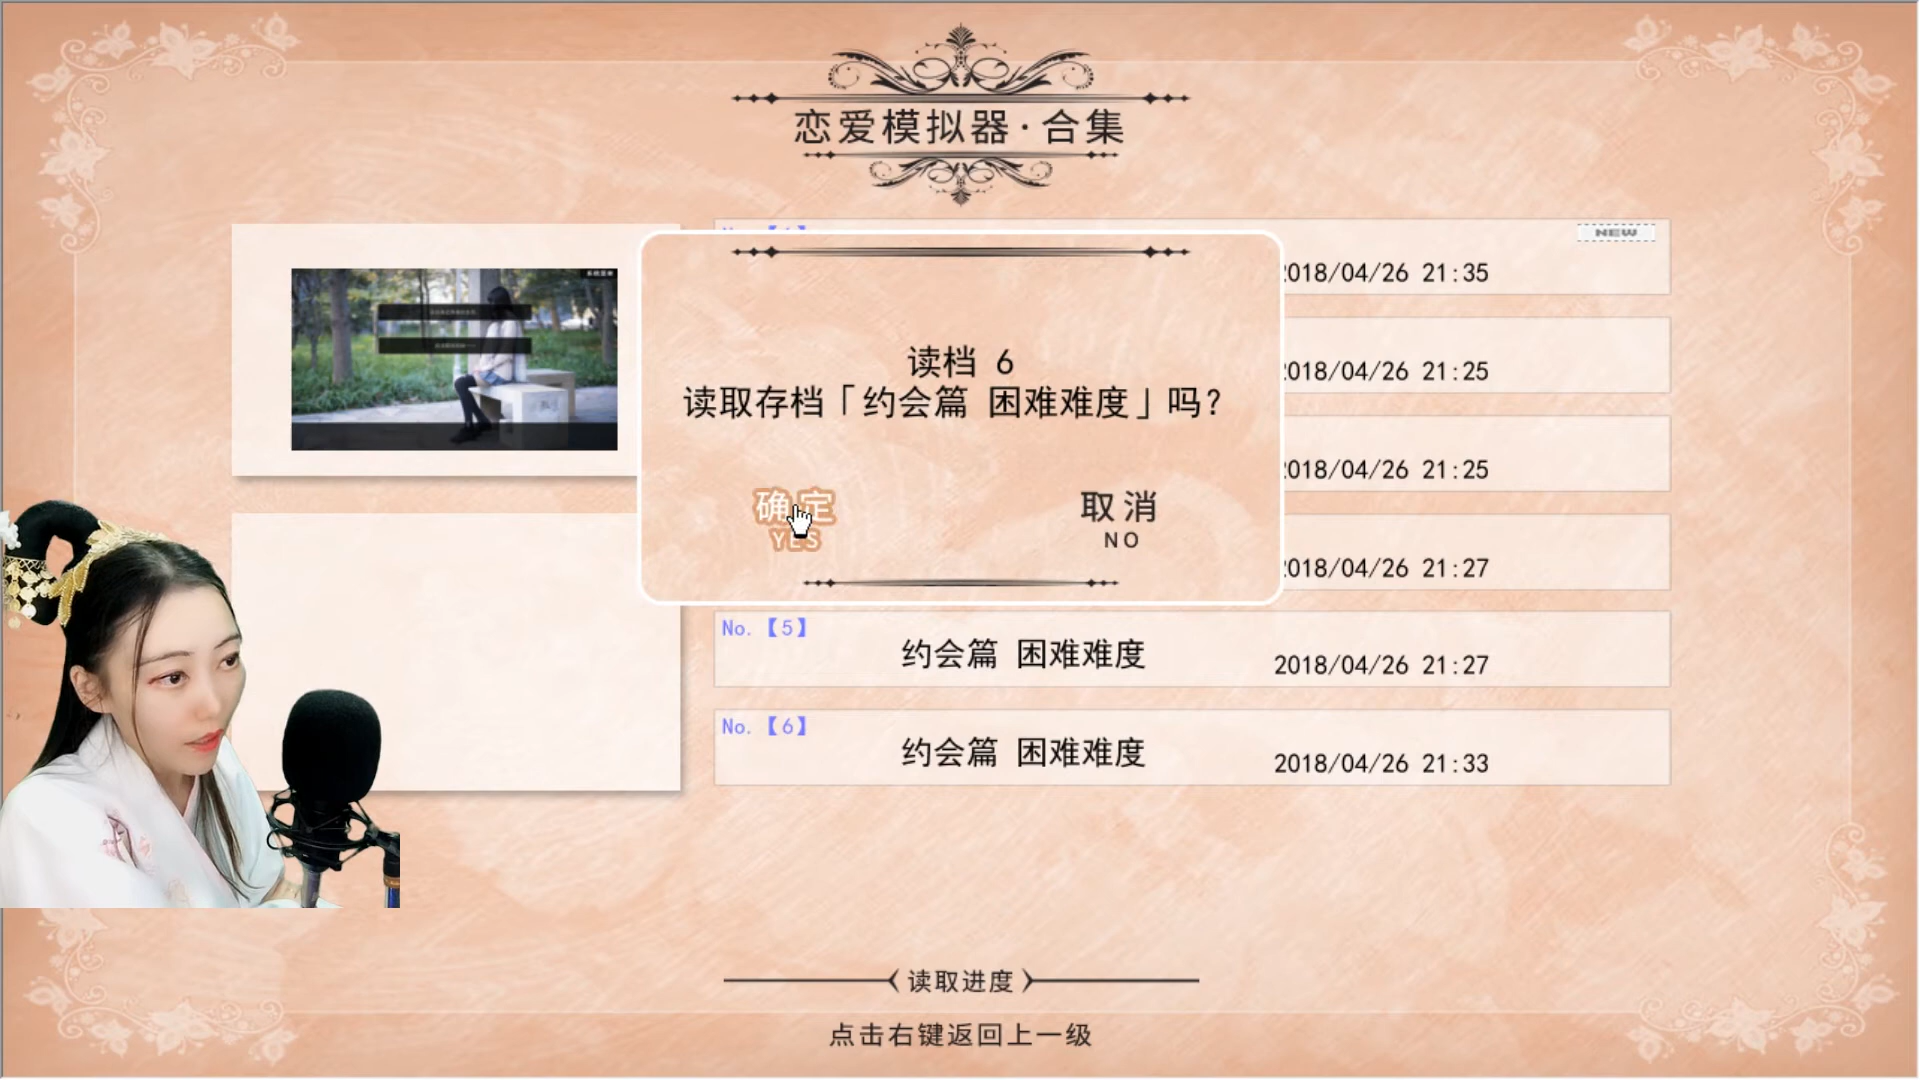 恋爱模拟器·合集
NEW
2018/04/26 21:35
读档 6
读取存档「约会篇 困难难度」吗?
确定
YES
取消
NO
018/04/26 21:25
018/04/26 21:25
018/04/26 21:27
No.【5】
约会篇 困难难度
2018/04/26 21:27
No.【6】
约会篇 困难难度
2018/04/26 21:33
读取进度
点击右键返回上一级